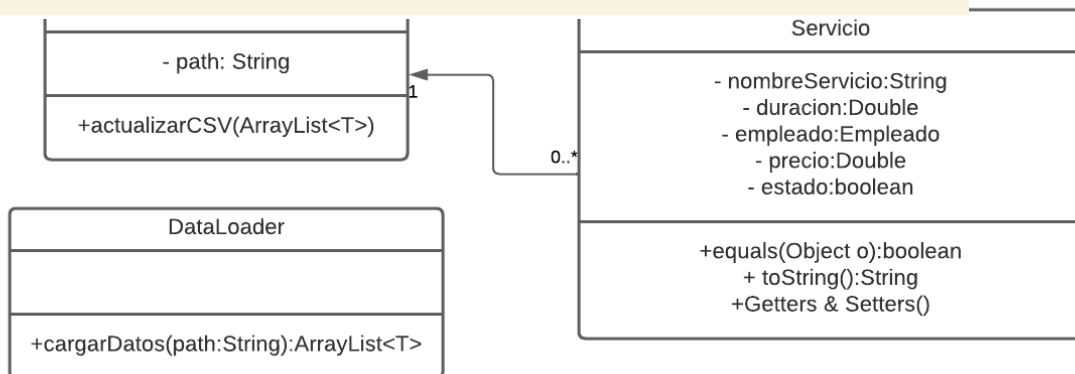 - path: String
1
+actualizarCSV(ArrayList<T>)
0..*
DataLoader
+cargarDatos(path:String):ArrayList<T>
Servicio
- nombreServicio:String
- duracion:Double
- empleado:Empleado
- precio:Double
- estado:boolean
+equals(Object o):boolean
+ toString():String
+Getters & Setters()